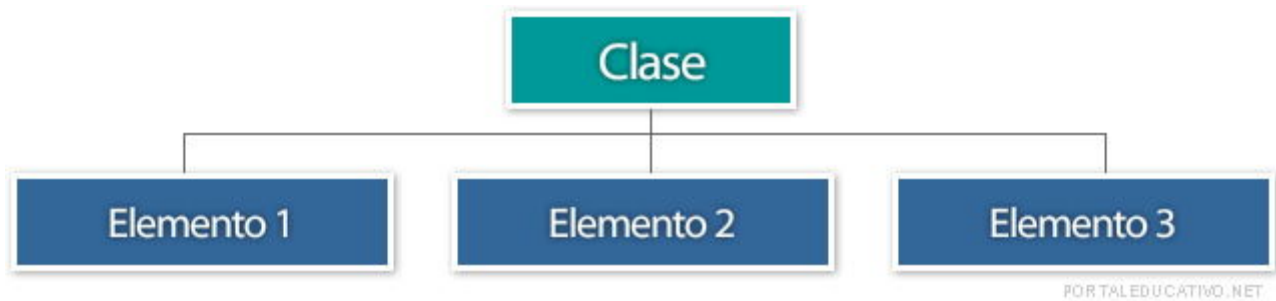 Clase
Elemento 1
Elemento 2
Elemento 3
PORTALEDUCATIVO.NET